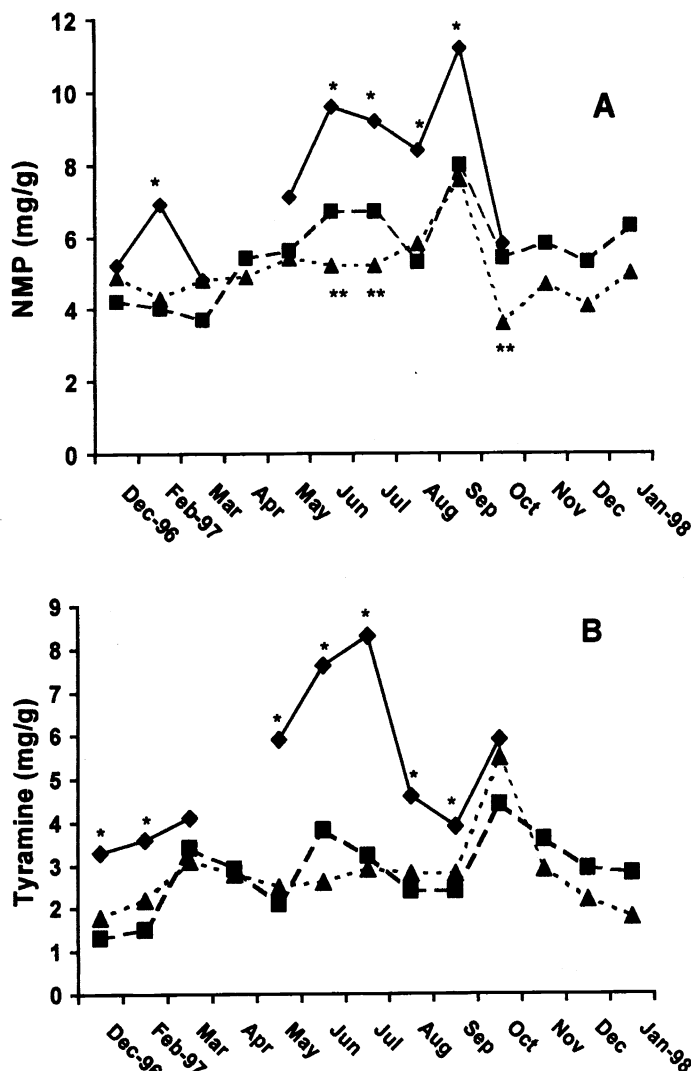 12
10
8
6
4
2
0
NMP (mg/g)
A
*
*
*
*
*
**
**
**
Dec-96
Feb-97
Mar
Apr
May
Jun
Jul
Aug
Sep
Oct
Nov
Dec
Jan-98
9
8
7
6
5
4
3
2
1
0
Tyramine (mg/g)
B
*
*
*
*
*
*
*
Dec-96
Feb-97
Mar
Apr
May
Jun
Jul
Aug
Sep
Oct
Nov
Dec
Jan-98